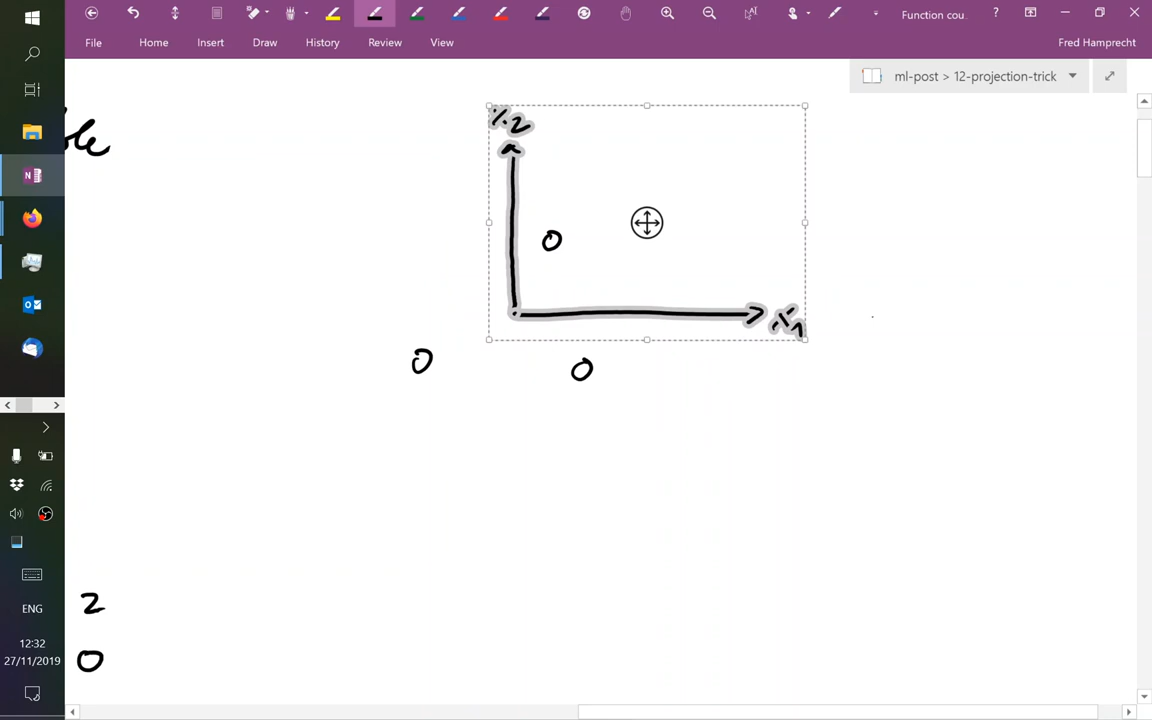 Function cou...
File Home Insert Draw History Review View Fred Hamprecht
ml-post > 12-projection-trick
x2
0
x1
0 0
2
0
ENG
12:32
27/11/2019